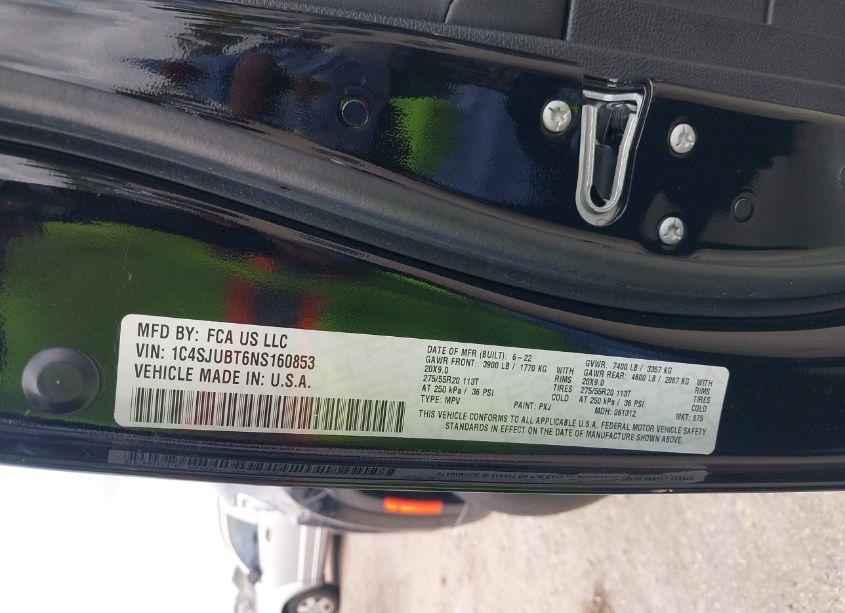 MFD BY: FCA US LLC
VIN: 1C4SJUBT6NS160853
VEHICLE MADE IN: U.S.A.
DATE OF MFR (BUILT). 6-22 GVWR: 7400 LB / 3357 KG
GAWR FRONT: 3900 LB / 1770 KG WITH GAWR REAR: 4600 LB / 2087 KG WITH
20X9.0 RIMS 20X9.0 RIMS
275/55R20 113T TIRES 275/55R20 113T TIRES
AT 250 kPa / 36 PSI COLD AT 250 kPa / 36 PSI COLD
TYPE: MPV PAINT: PXJ MDH: 061312 MKT: 875
THIS VEHICLE CONFORMS TO ALL APPLICABLE U.S.A. FEDERAL MOTOR VEHICLE SAFETY
STANDARDS IN EFFECT ON THE DATE OF MANUFACTURE SHOWN ABOVE.